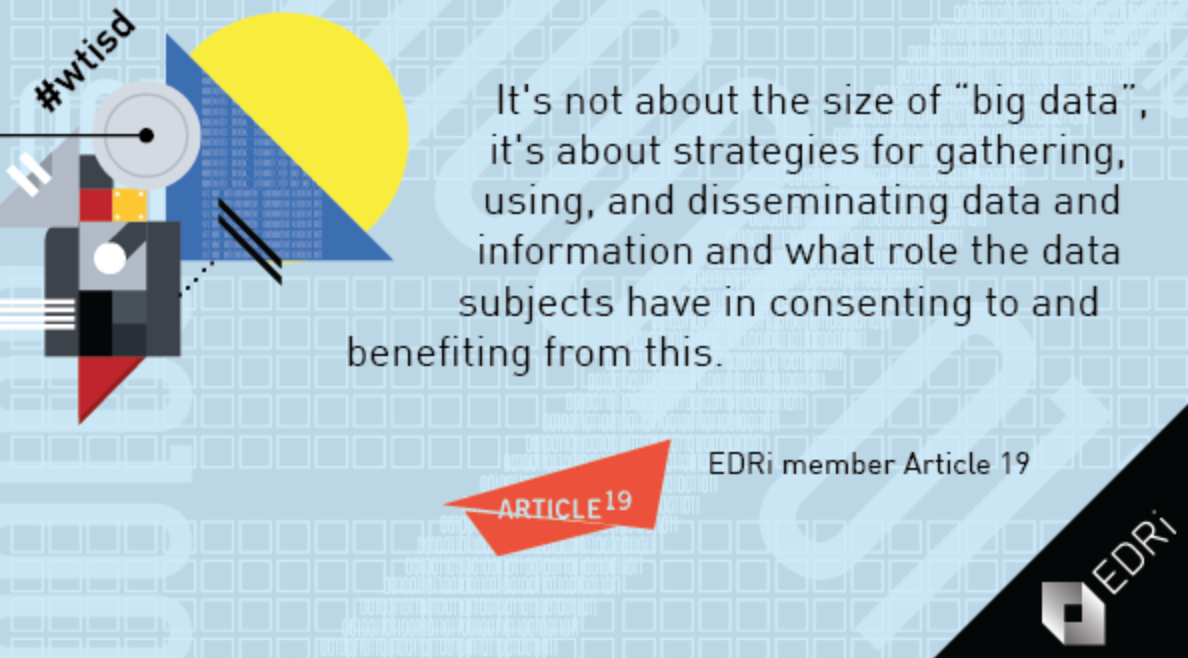 #wtisd
It's not about the size of “big data”,
it's about strategies for gathering,
using, and disseminating data and
information and what role the data
subjects have in consenting to and
benefiting from this.
EDRi member Article 19
ARTICLE19
EDRi